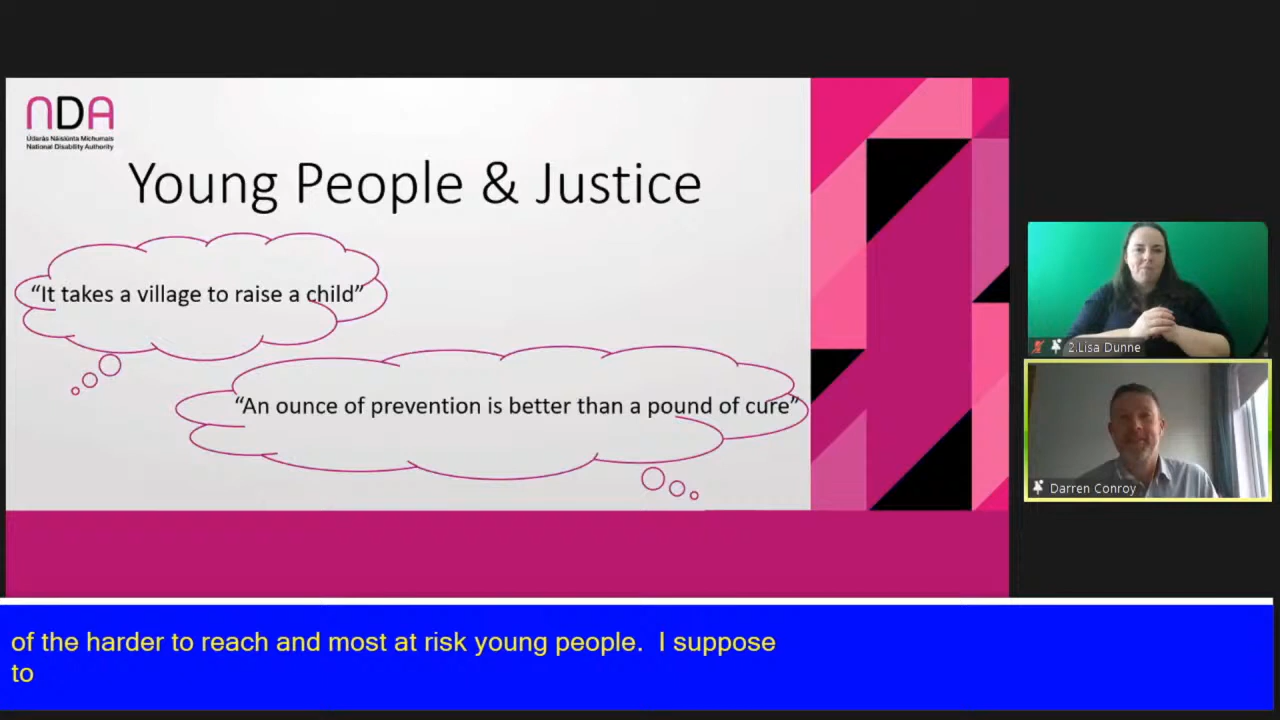 NDA
Údarás Náisiúnta Míchumais
National Disability Authority
Young People & Justice
“It takes a village to raise a child”
“An ounce of prevention is better than a pound of cure”
2.Lisa Dunne
Darren Conroy
of the harder to reach and most at risk young people.  I suppose
to